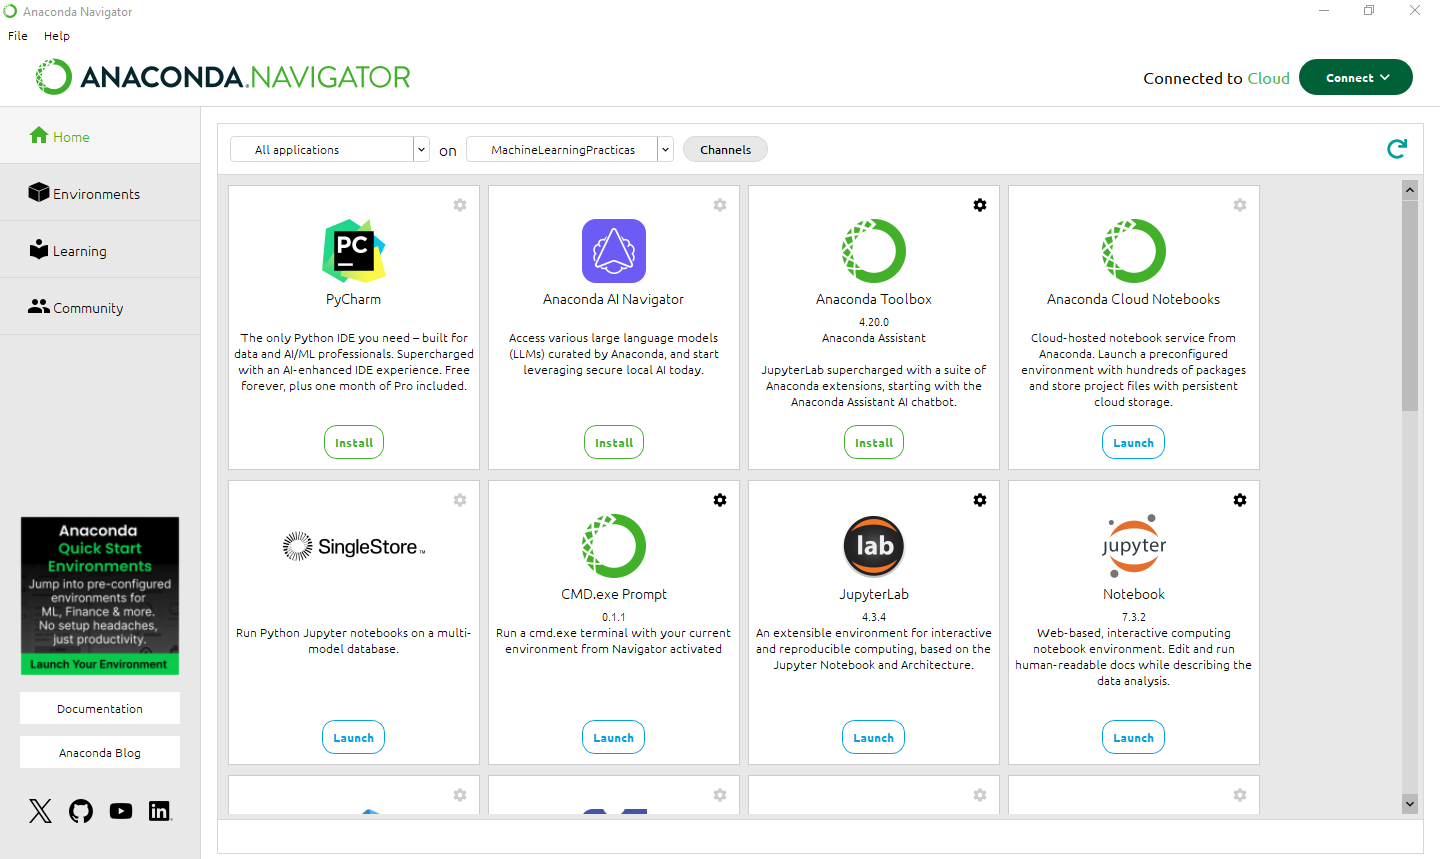 Anaconda Navigator
File Help
ANACONDA.NAVIGATOR
Connected to Cloud
Connect
Home
Environments
Learning
Community
Anaconda
Quick Start
Environments
Jump into pre-configured
environments for
ML, Finance & more.
No setup headaches,
just productivity.
Launch Your Environment
Documentation
Anaconda Blog
All applications
on
MachineLearningPracticas
Channels
PC
PyCharm
The only Python IDE you need – built for
data and AI/ML professionals. Supercharged
with an AI-enhanced IDE experience. Free
forever, plus one month of Pro included.
Install
Anaconda AI Navigator
Access various large language models
(LLMs) curated by Anaconda, and start
leveraging secure local AI today.
Install
Anaconda Toolbox
4.20.0
Anaconda Assistant
JupyterLab supercharged with a suite of
Anaconda extensions, starting with the
Anaconda Assistant AI chatbot.
Install
Anaconda Cloud Notebooks
Cloud-hosted notebook service from
Anaconda. Launch a preconfigured
environment with hundreds of packages
and store project files with persistent
cloud storage.
Launch
SingleStore™
Run Python Jupyter notebooks on a multi-
model database.
Launch
CMD.exe Prompt
0.1.1
Run a cmd.exe terminal with your current
environment from Navigator activated
Launch
lab
JupyterLab
4.3.4
An extensible environment for interactive
and reproducible computing, based on the
Jupyter Notebook and Architecture.
Launch
jupyter
Notebook
7.3.2
Web-based, interactive computing
notebook environment. Edit and run
human-readable docs while describing the
data analysis.
Launch